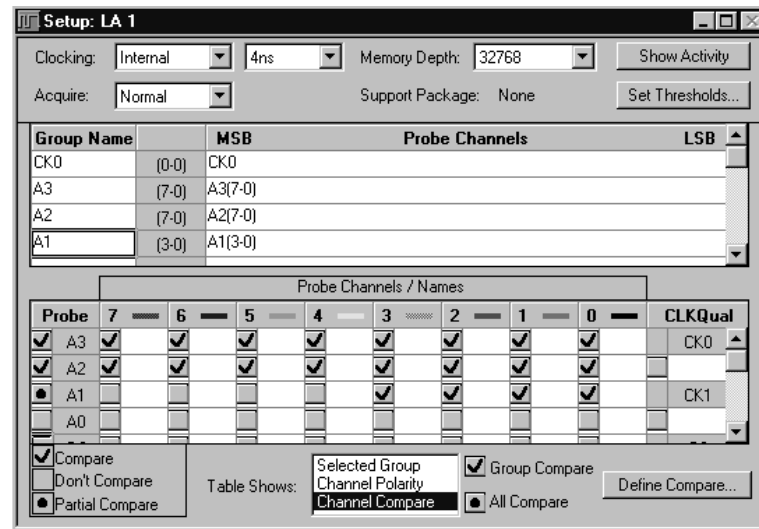 Setup: LA 1
Clocking: Internal 4ns Memory Depth: 32768 Show Activity
Acquire: Normal Support Package: None Set Thresholds...
Group Name MSB Probe Channels LSB
CK0 (0-0) CK0
A3 (7-0) A3(7-0)
A2 (7-0) A2(7-0)
A1 (3-0) A1(3-0)
Probe Channels / Names
Probe 7 6 5 4 3 2 1 0 CLKQual
A3 CK0
A2
A1 CK1
A0
Compare
Don't Compare
Partial Compare
Table Shows:
Selected Group
Channel Polarity
Channel Compare
Group Compare
All Compare
Define Compare...